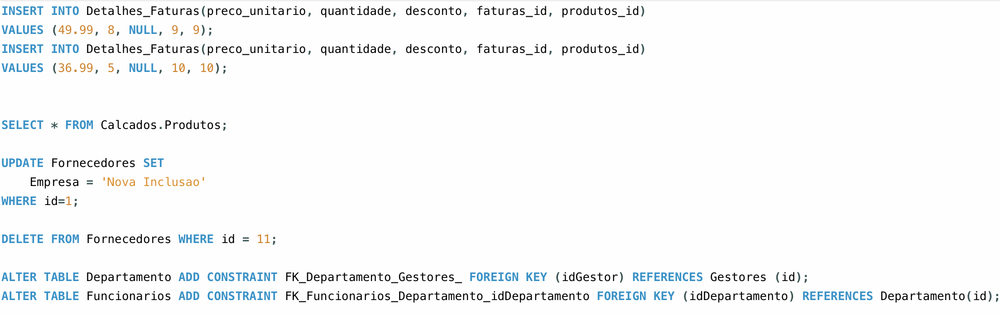 INSERT INTO Detalhes_Faturas(preco_unitario, quantidade, desconto, faturas_id, produtos_id)
VALUES (49.99, 8, NULL, 9, 9);
INSERT INTO Detalhes_Faturas(preco_unitario, quantidade, desconto, faturas_id, produtos_id)
VALUES (36.99, 5, NULL, 10, 10);
SELECT * FROM Calcados.Produtos;
UPDATE Fornecedores SET
    Empresa = 'Nova Inclusao'
WHERE id=1;
DELETE FROM Fornecedores WHERE id = 11;
ALTER TABLE Departamento ADD CONSTRAINT FK_Departamento_Gestores_ FOREIGN KEY (idGestor) REFERENCES Gestores (id);
ALTER TABLE Funcionarios ADD CONSTRAINT FK_Funcionarios_Departamento_idDepartamento FOREIGN KEY (idDepartamento) REFERENCES Departamento(id);